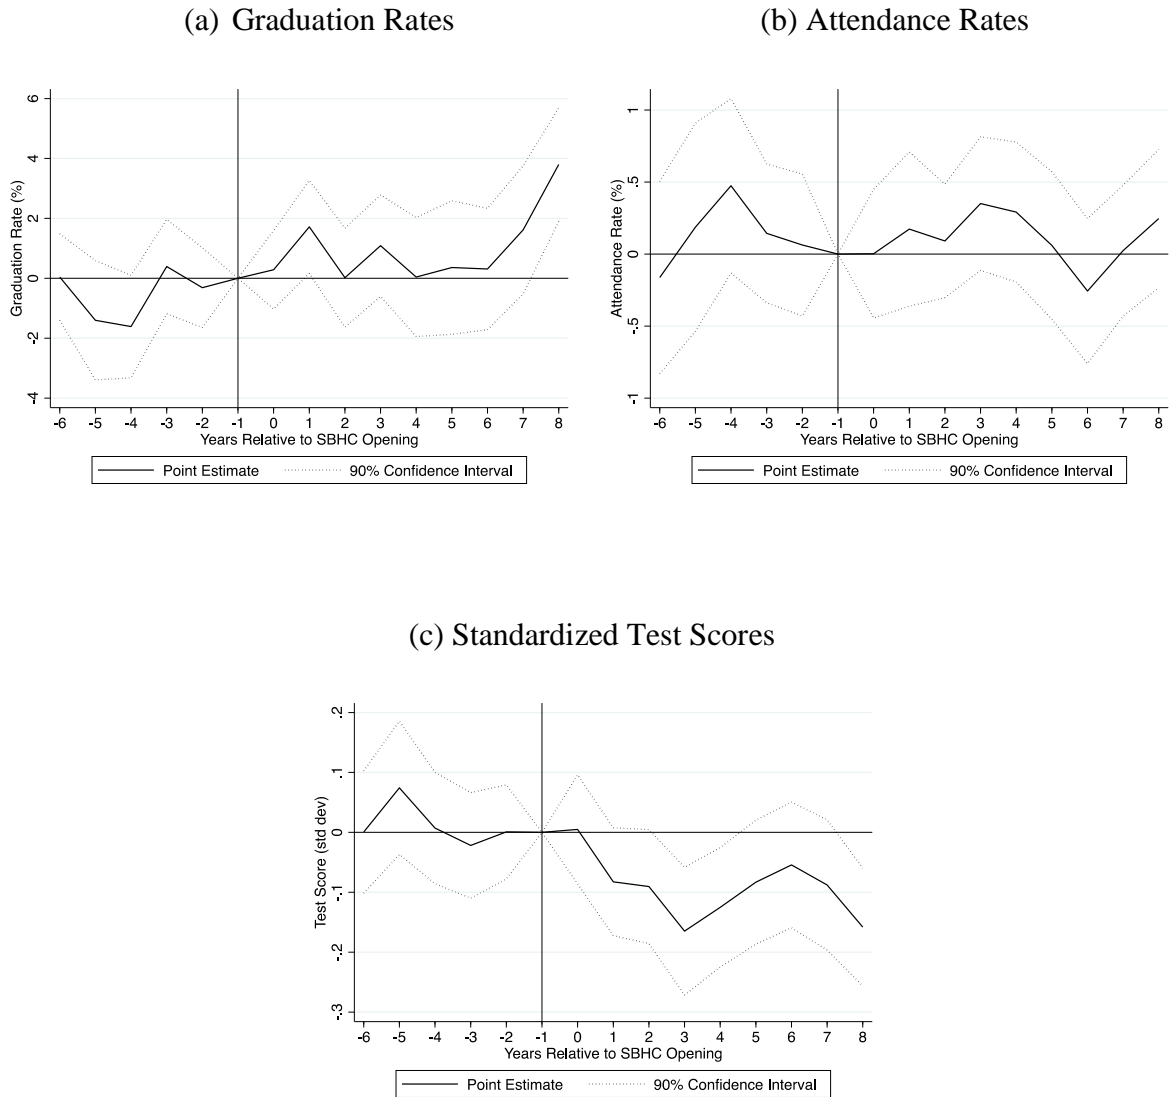 (a) Graduation Rates
(b) Attendance Rates
Graduation Rate (%)
6
4
2
0
-2
-4
-6 -5 -4 -3 -2 -1 0 1 2 3 4 5 6 7 8
Years Relative to SBHC Opening
Point Estimate 90% Confidence Interval
Attendance Rate (%)
1
.5
0
-.5
-1
-6 -5 -4 -3 -2 -1 0 1 2 3 4 5 6 7 8
Years Relative to SBHC Opening
Point Estimate 90% Confidence Interval
(c) Standardized Test Scores
Test Score (std dev)
.2
.1
0
-.1
-.2
-.3
-6 -5 -4 -3 -2 -1 0 1 2 3 4 5 6 7 8
Years Relative to SBHC Opening
Point Estimate 90% Confidence Interval